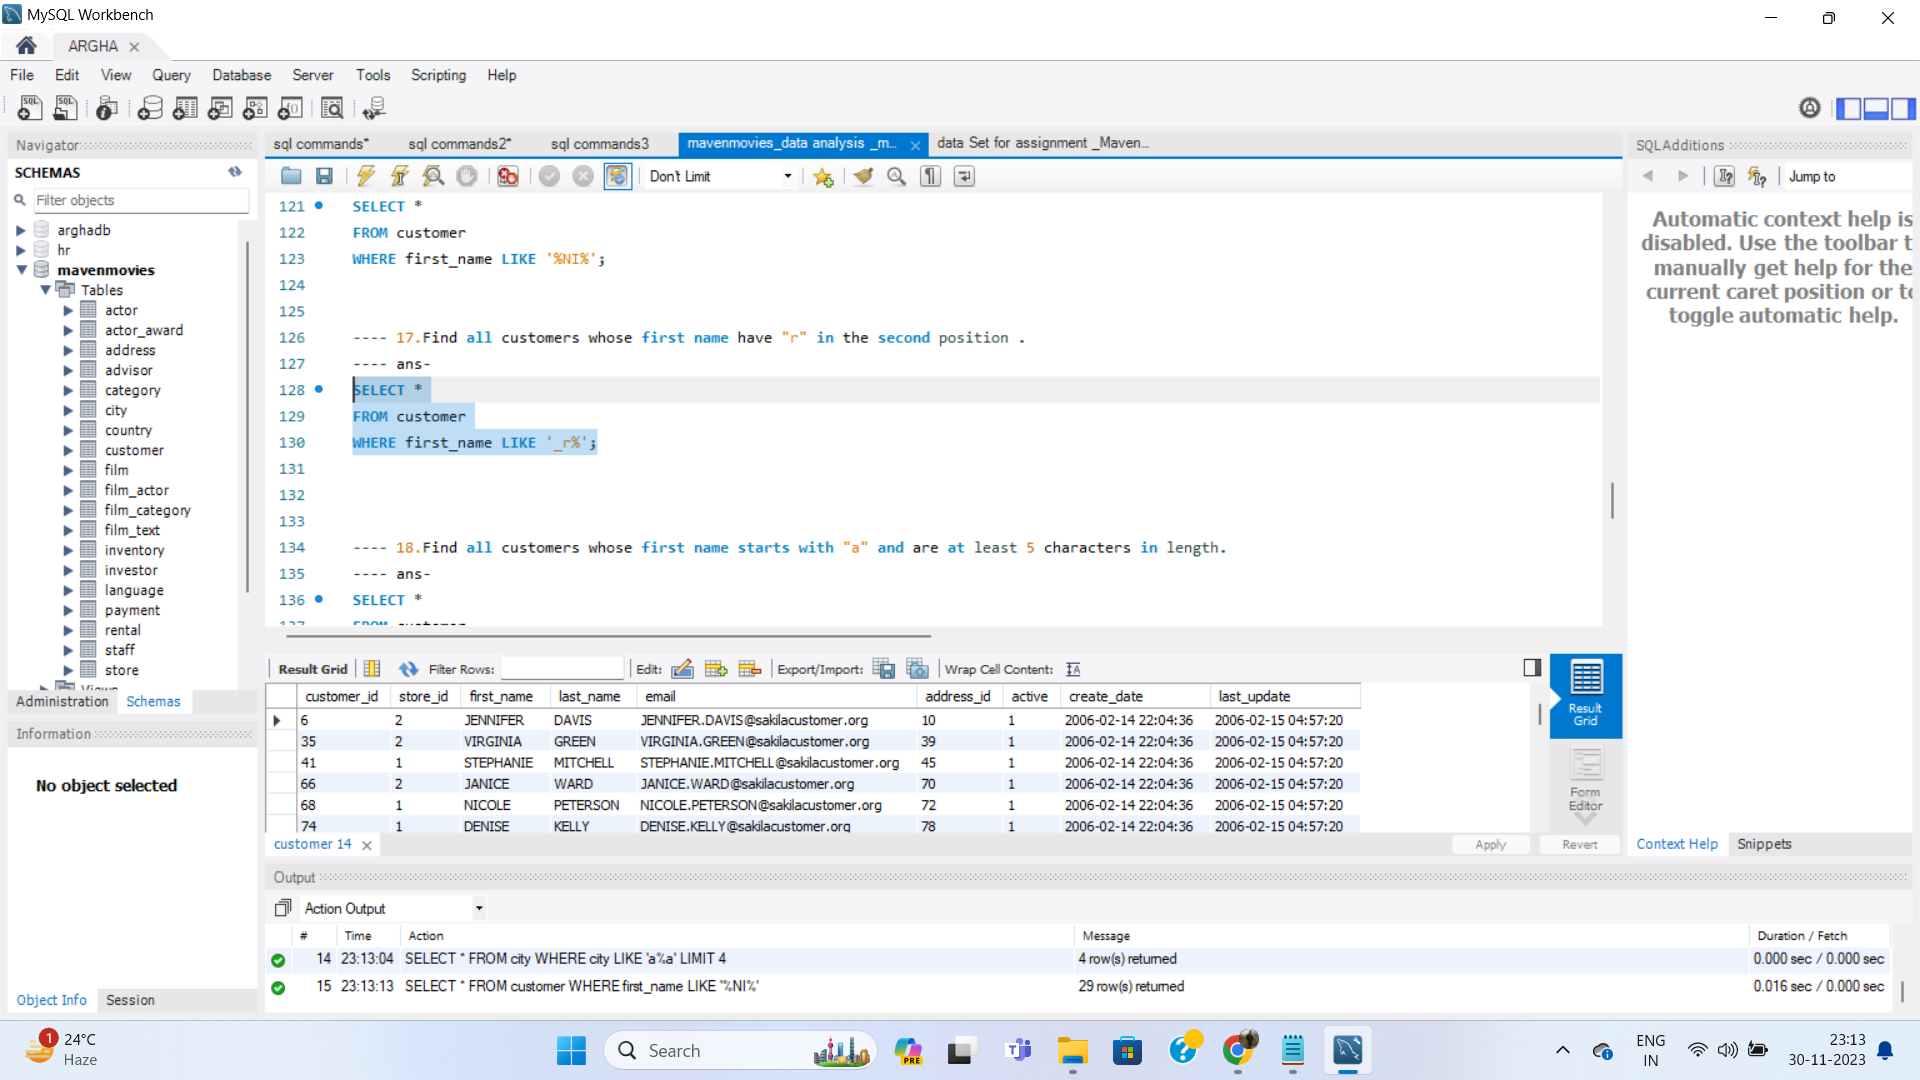 MySQL Workbench
ARGHA
File Edit View Query Database Server Tools Scripting Help
Navigator
SCHEMAS
Filter objects
arghadb
hr
mavenmovies
Tables
actor
actor_award
address
advisor
category
city
country
customer
film
film_actor
film_category
film_text
inventory
investor
language
payment
rental
staff
store
Views
Administration Schemas
Information
No object selected
Object Info Session
sql commands* sql commands2* sql commands3 mavenmovies_data analysis _m... data Set for assignment _Maven...
Don't Limit
121 SELECT *
122 FROM customer
123 WHERE first_name LIKE '%NI%';
124
125
126 ---- 17.Find all customers whose first name have "r" in the second position .
127 ---- ans-
128 SELECT *
129 FROM customer
130 WHERE first_name LIKE '_r%';
131
132
133
134 ---- 18.Find all customers whose first name starts with "a" and are at least 5 characters in length.
135 ---- ans-
136 SELECT *
137 FROM customer
Result Grid Filter Rows: Edit: Export/Import: Wrap Cell Content:
customer_id store_id first_name last_name email address_id active create_date last_update
6 2 JENNIFER DAVIS JENNIFER.DAVIS@sakilacustomer.org 10 1 2006-02-14 22:04:36 2006-02-15 04:57:20
35 2 VIRGINIA GREEN VIRGINIA.GREEN@sakilacustomer.org 39 1 2006-02-14 22:04:36 2006-02-15 04:57:20
41 1 STEPHANIE MITCHELL STEPHANIE.MITCHELL@sakilacustomer.org 45 1 2006-02-14 22:04:36 2006-02-15 04:57:20
66 2 JANICE WARD JANICE.WARD@sakilacustomer.org 70 1 2006-02-14 22:04:36 2006-02-15 04:57:20
68 1 NICOLE PETERSON NICOLE.PETERSON@sakilacustomer.org 72 1 2006-02-14 22:04:36 2006-02-15 04:57:20
74 1 DENISE KELLY DENISE.KELLY@sakilacustomer.org 78 1 2006-02-14 22:04:36 2006-02-15 04:57:20
Result
Grid
Form
Editor
customer 14
Apply Revert
SQLAdditions
Jump to
Automatic context help is
disabled. Use the toolbar t
manually get help for the
current caret position or to
toggle automatic help.
Context Help Snippets
Output
Action Output
# Time Action Message Duration / Fetch
14 23:13:04 SELECT * FROM city WHERE city LIKE 'a%a' LIMIT 4 4 row(s) returned 0.000 sec / 0.000 sec
15 23:13:13 SELECT * FROM customer WHERE first_name LIKE '%NI%' 29 row(s) returned 0.016 sec / 0.000 sec
1
24°C
Haze
Search
PRE
ENG
IN
23:13
30-11-2023